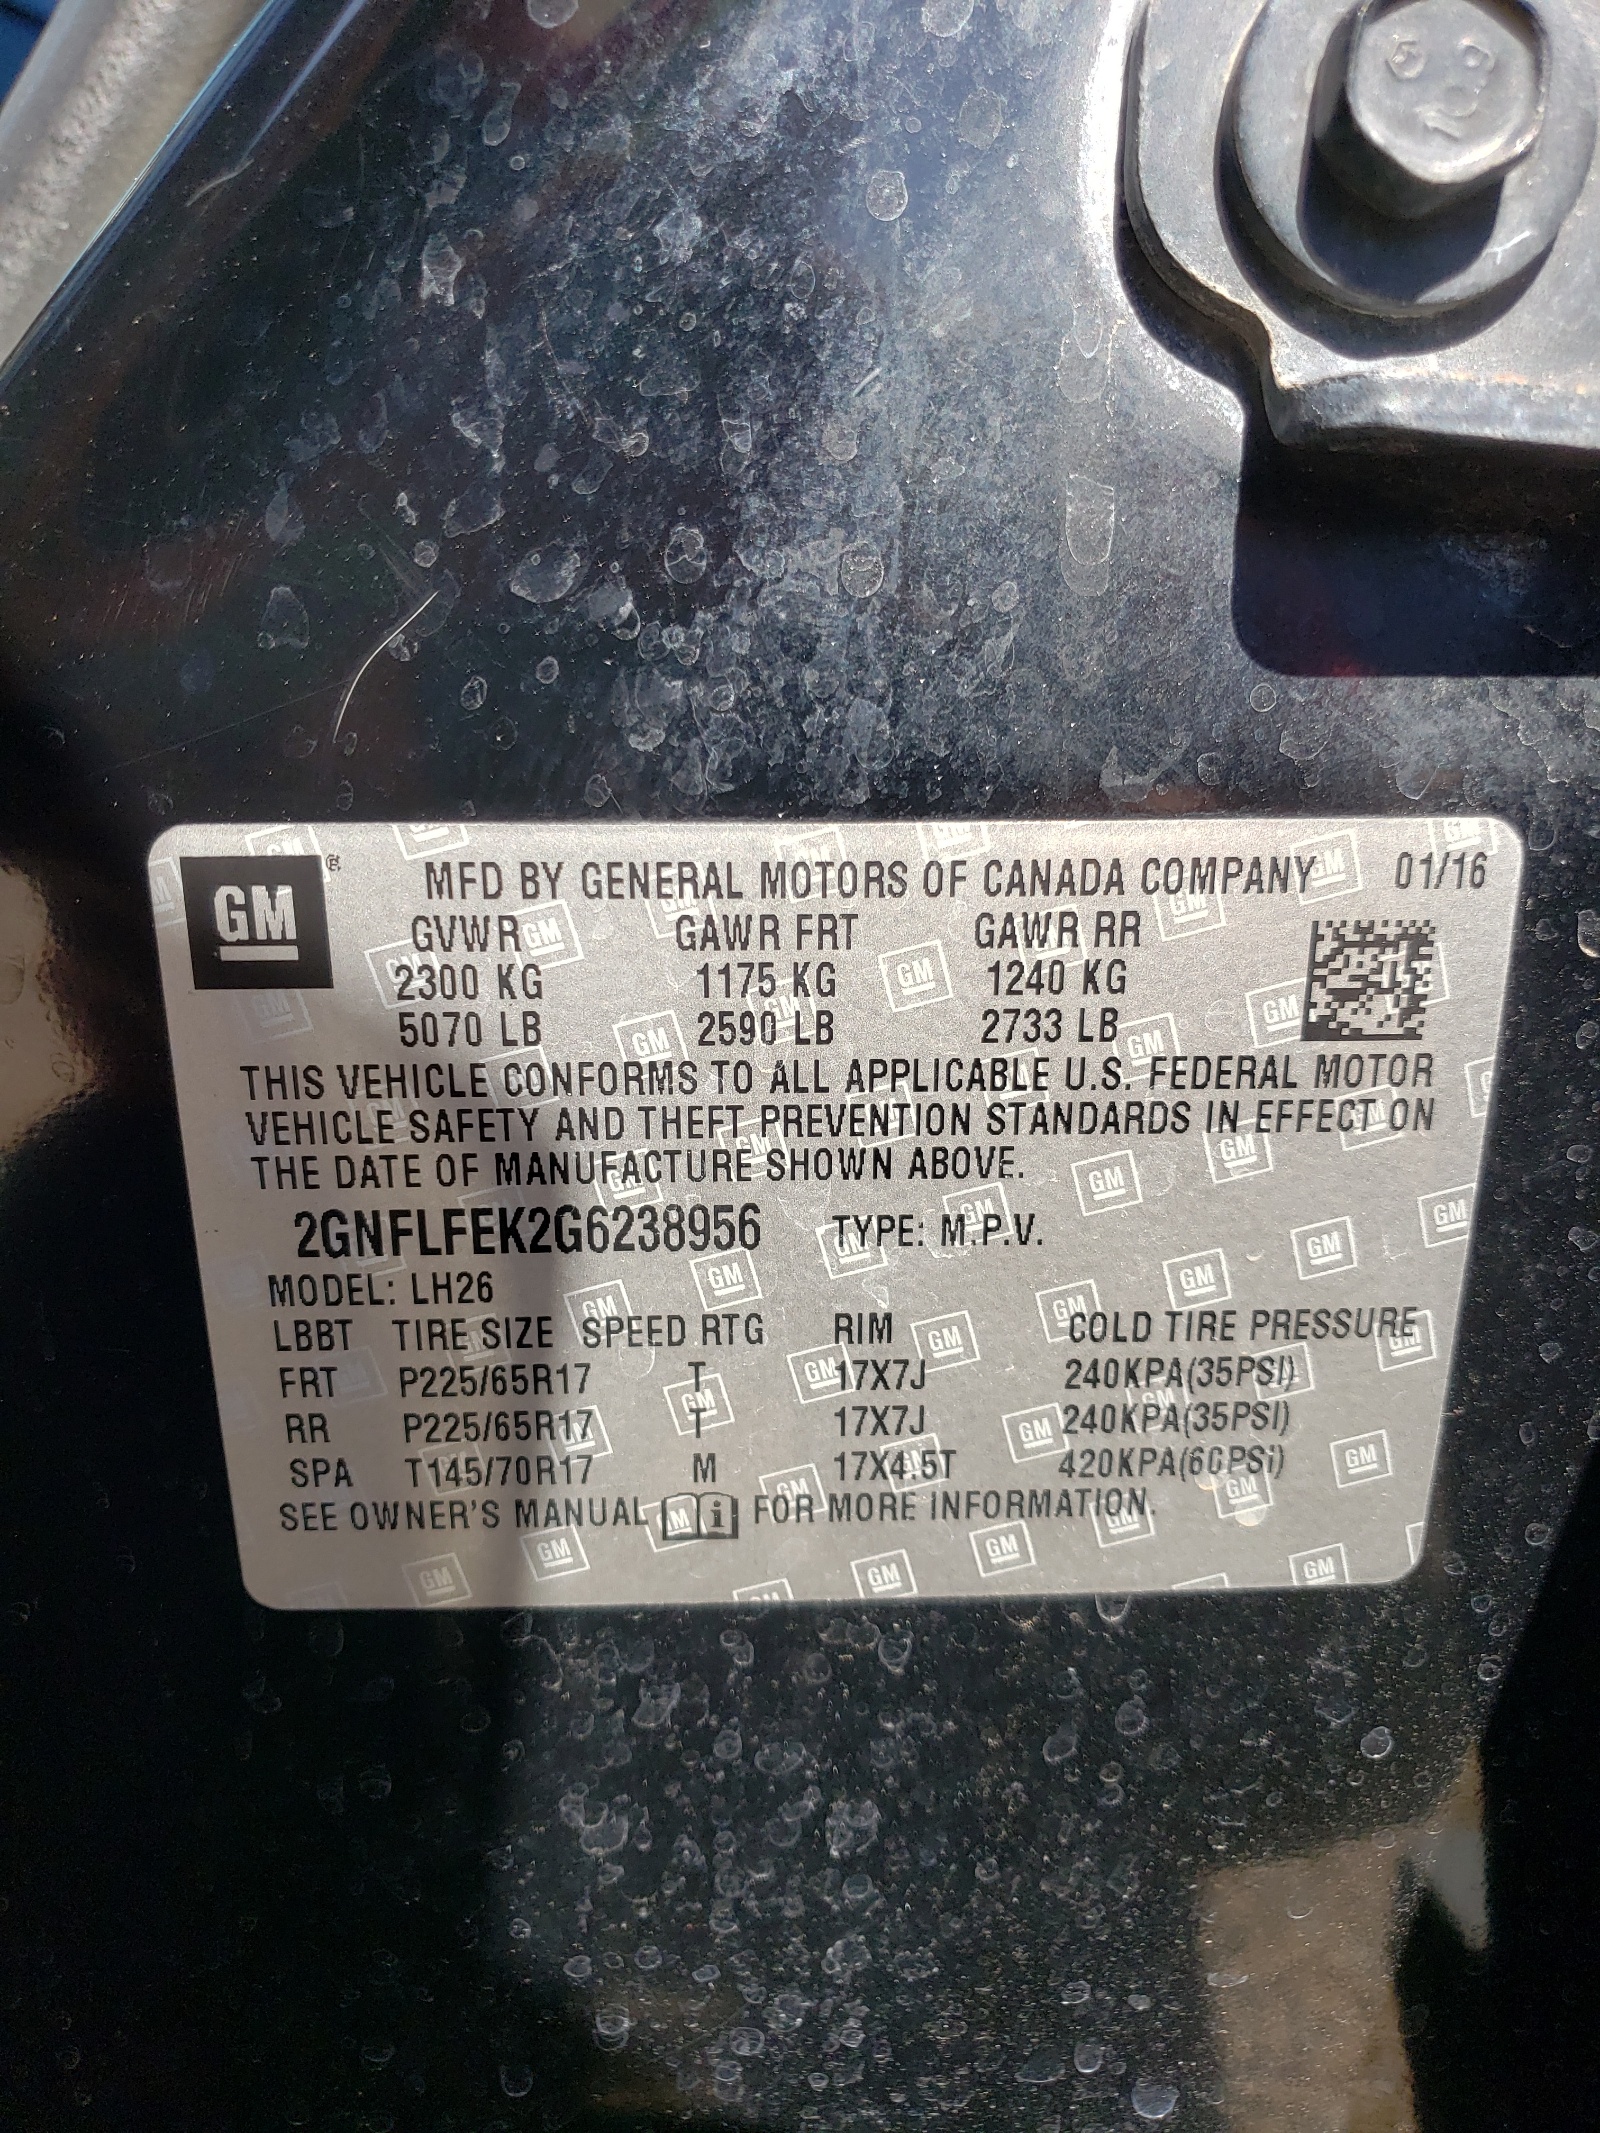 GM ®
MFD BY GENERAL MOTORS OF CANADA COMPANY 01/16
GVWR GAWR FRT GAWR RR
2300 KG 1175 KG 1240 KG
5070 LB 2590 LB 2733 LB
THIS VEHICLE CONFORMS TO ALL APPLICABLE U.S. FEDERAL MOTOR
VEHICLE SAFETY AND THEFT PREVENTION STANDARDS IN EFFECT ON
THE DATE OF MANUFACTURE SHOWN ABOVE.
2GNFLFEK2G6238956 TYPE: M.P.V.
MODEL: LH26
LBBT TIRE SIZE SPEED RTG RIM COLD TIRE PRESSURE
FRT P225/65R17 T 17X7J 240KPA(35PSI)
RR P225/65R17 T 17X7J 240KPA(35PSI)
SPA T145/70R17 M 17X4.5T 420KPA(60PSI)
SEE OWNER'S MANUAL i FOR MORE INFORMATION.